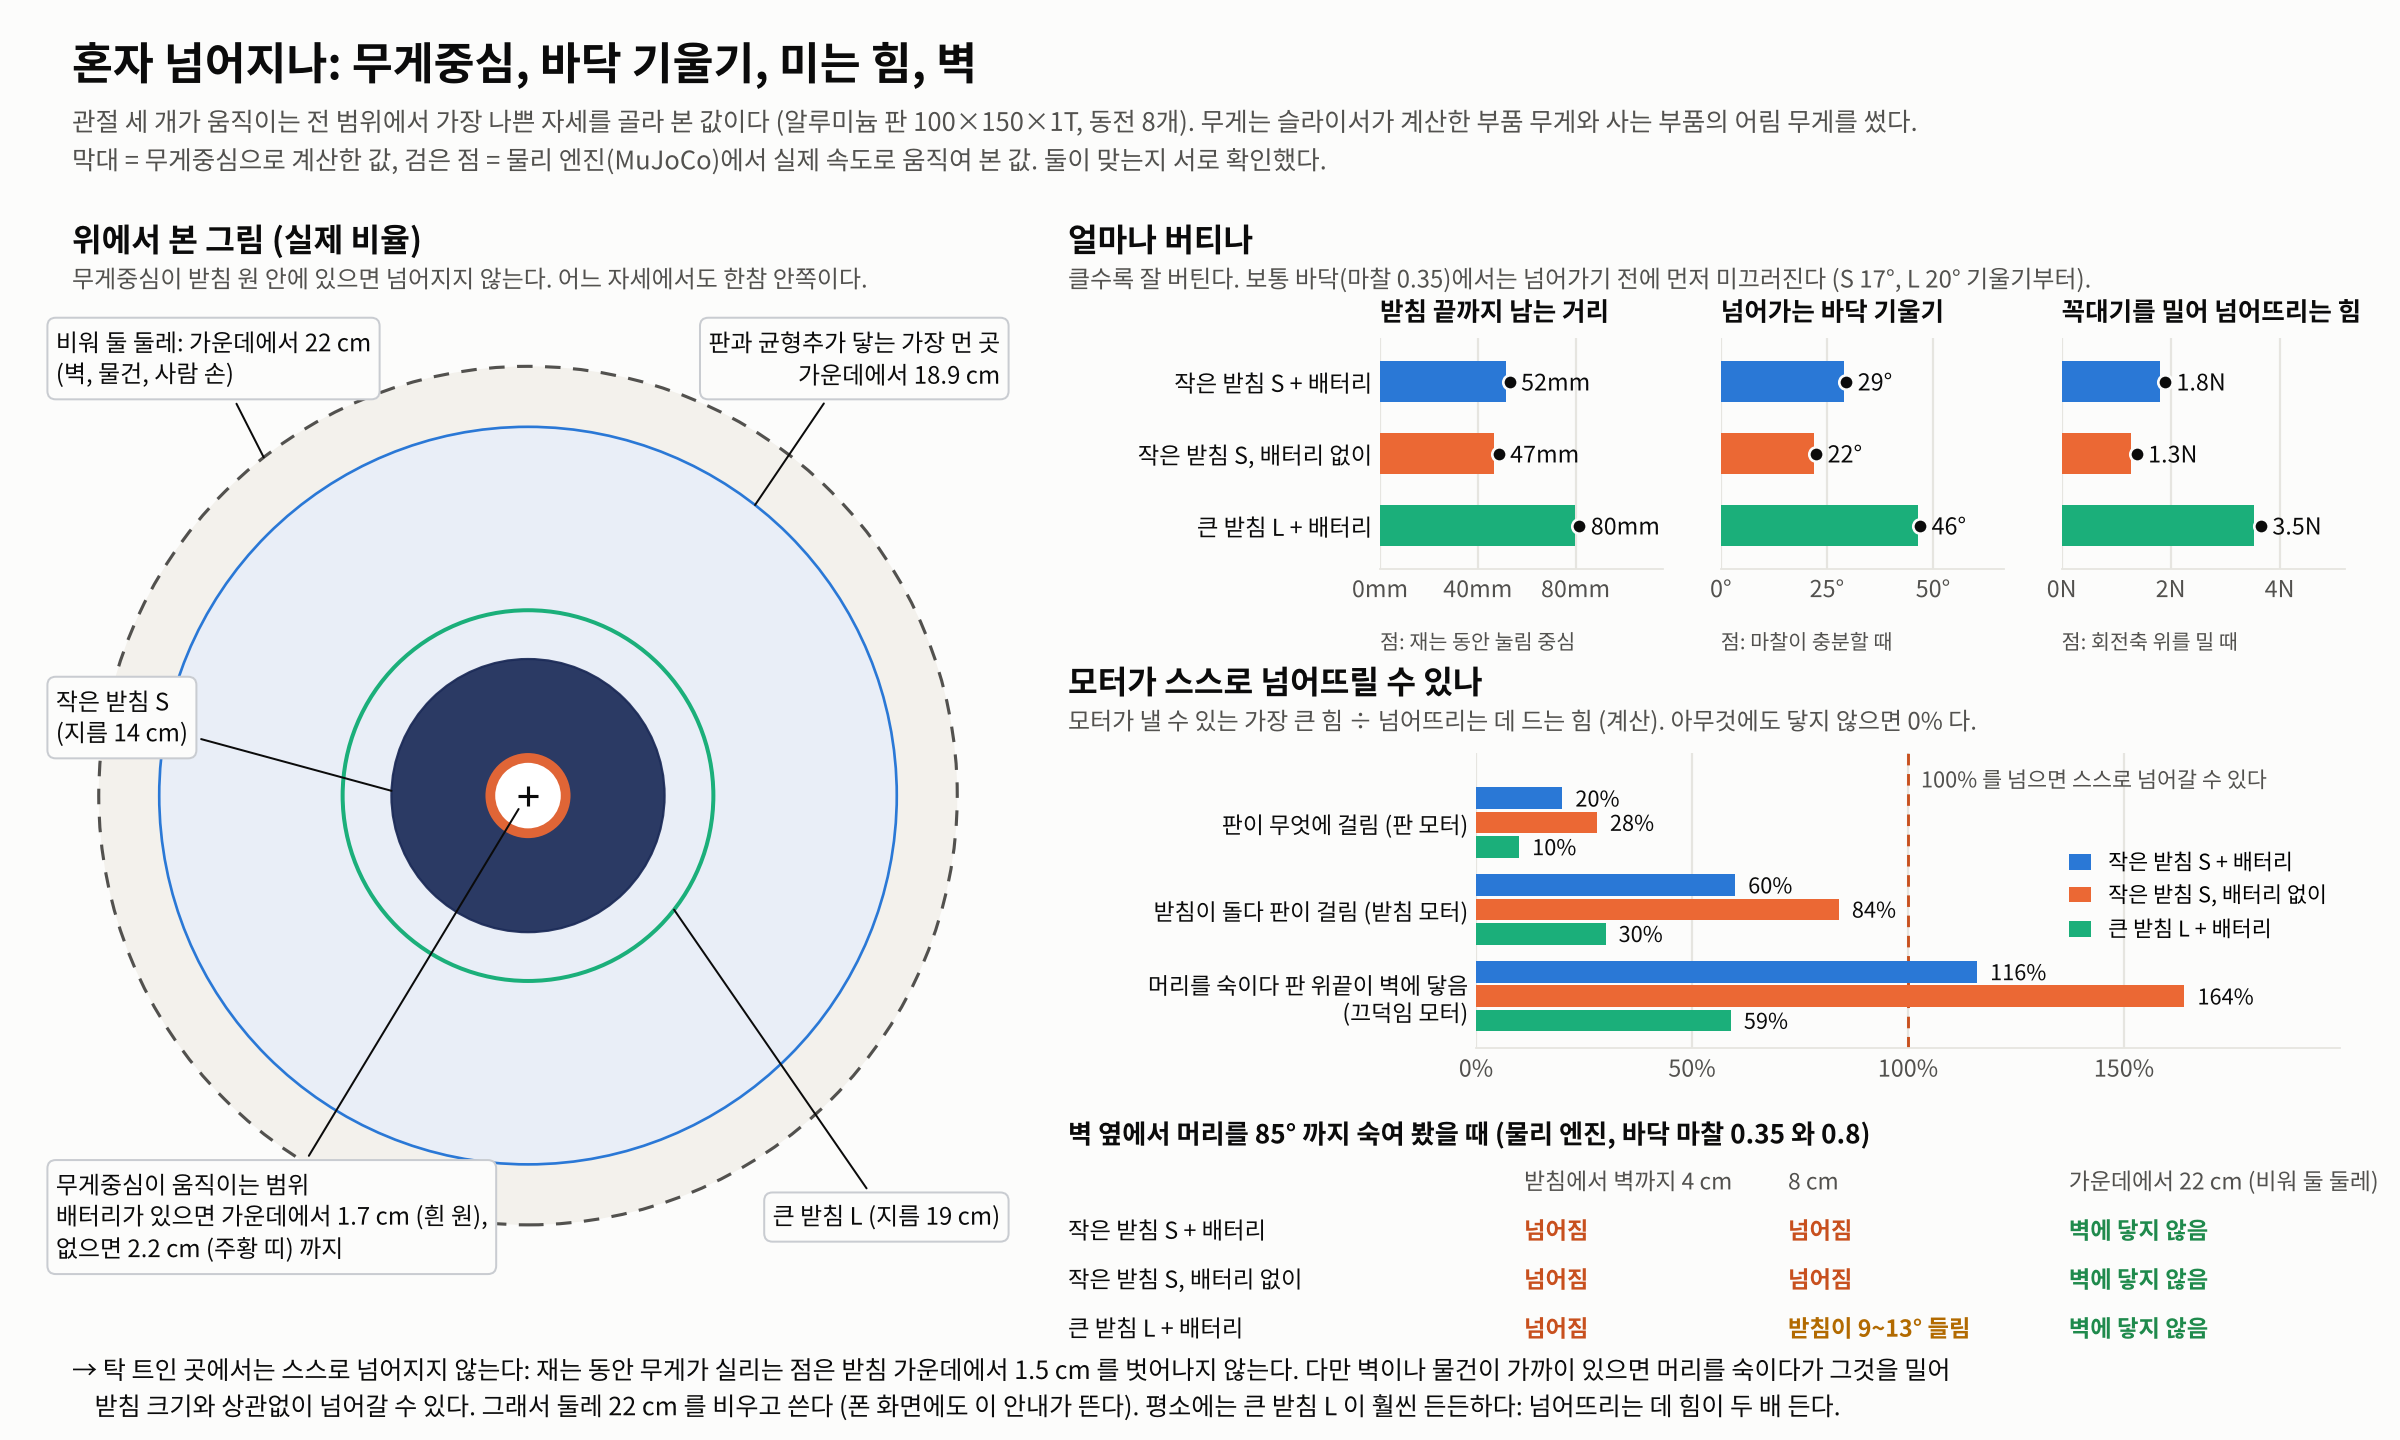 혼자 넘어지나: 무게중심, 바닥 기울기, 미는 힘, 벽
관절 세 개가 움직이는 전 범위에서 가장 나쁜 자세를 골라 본 값이다 (알루미늄 판 100×150×1T, 동전 8개). 무게는 슬라이서가 계산한 부품 무게와 사는 부품의 어림 무게를 썼다.
막대 = 무게중심으로 계산한 값, 검은 점 = 물리 엔진(MuJoCo)에서 실제 속도로 움직여 본 값. 둘이 맞는지 서로 확인했다.
위에서 본 그림 (실제 비율)
무게중심이 받침 원 안에 있으면 넘어지지 않는다. 어느 자세에서도 한참 안쪽이다.
비워 둘 둘레: 가운데에서 22 cm
(벽, 물건, 사람 손)
판과 균형추가 닿는 가장 먼 곳
가운데에서 18.9 cm
작은 받침 S
(지름 14 cm)
+
무게중심이 움직이는 범위
배터리가 있으면 가운데에서 1.7 cm (흰 원),
없으면 2.2 cm (주황 띠) 까지
큰 받침 L (지름 19 cm)
얼마나 버티나
클수록 잘 버틴다. 보통 바닥(마찰 0.35)에서는 넘어가기 전에 먼저 미끄러진다 (S 17°, L 20° 기울기부터).
받침 끝까지 남는 거리
넘어가는 바닥 기울기
꼭대기를 밀어 넘어뜨리는 힘
작은 받침 S + 배터리
52mm
29°
1.8N
작은 받침 S, 배터리 없이
47mm
22°
1.3N
큰 받침 L + 배터리
80mm
46°
3.5N
0mm
40mm
80mm
0°
25°
50°
0N
2N
4N
점: 재는 동안 눌림 중심
점: 마찰이 충분할 때
점: 회전축 위를 밀 때
모터가 스스로 넘어뜨릴 수 있나
모터가 낼 수 있는 가장 큰 힘 ÷ 넘어뜨리는 데 드는 힘 (계산). 아무것에도 닿지 않으면 0% 다.
100% 를 넘으면 스스로 넘어갈 수 있다
판이 무엇에 걸림 (판 모터)
20%
28%
10%
받침이 돌다 판이 걸림 (받침 모터)
60%
84%
30%
머리를 숙이다 판 위끝이 벽에 닿음
(끄덕임 모터)
116%
164%
59%
작은 받침 S + 배터리
작은 받침 S, 배터리 없이
큰 받침 L + 배터리
0%
50%
100%
150%
벽 옆에서 머리를 85° 까지 숙여 봤을 때 (물리 엔진, 바닥 마찰 0.35 와 0.8)
받침에서 벽까지 4 cm
8 cm
가운데에서 22 cm (비워 둘 둘레)
작은 받침 S + 배터리
넘어짐
넘어짐
벽에 닿지 않음
작은 받침 S, 배터리 없이
넘어짐
넘어짐
벽에 닿지 않음
큰 받침 L + 배터리
넘어짐
받침이 9~13° 들림
벽에 닿지 않음
→ 탁 트인 곳에서는 스스로 넘어지지 않는다: 재는 동안 무게가 실리는 점은 받침 가운데에서 1.5 cm 를 벗어나지 않는다. 다만 벽이나 물건이 가까이 있으면 머리를 숙이다가 그것을 밀어
받침 크기와 상관없이 넘어갈 수 있다. 그래서 둘레 22 cm 를 비우고 쓴다 (폰 화면에도 이 안내가 뜬다). 평소에는 큰 받침 L 이 훨씬 든든하다: 넘어뜨리는 데 힘이 두 배 든다.